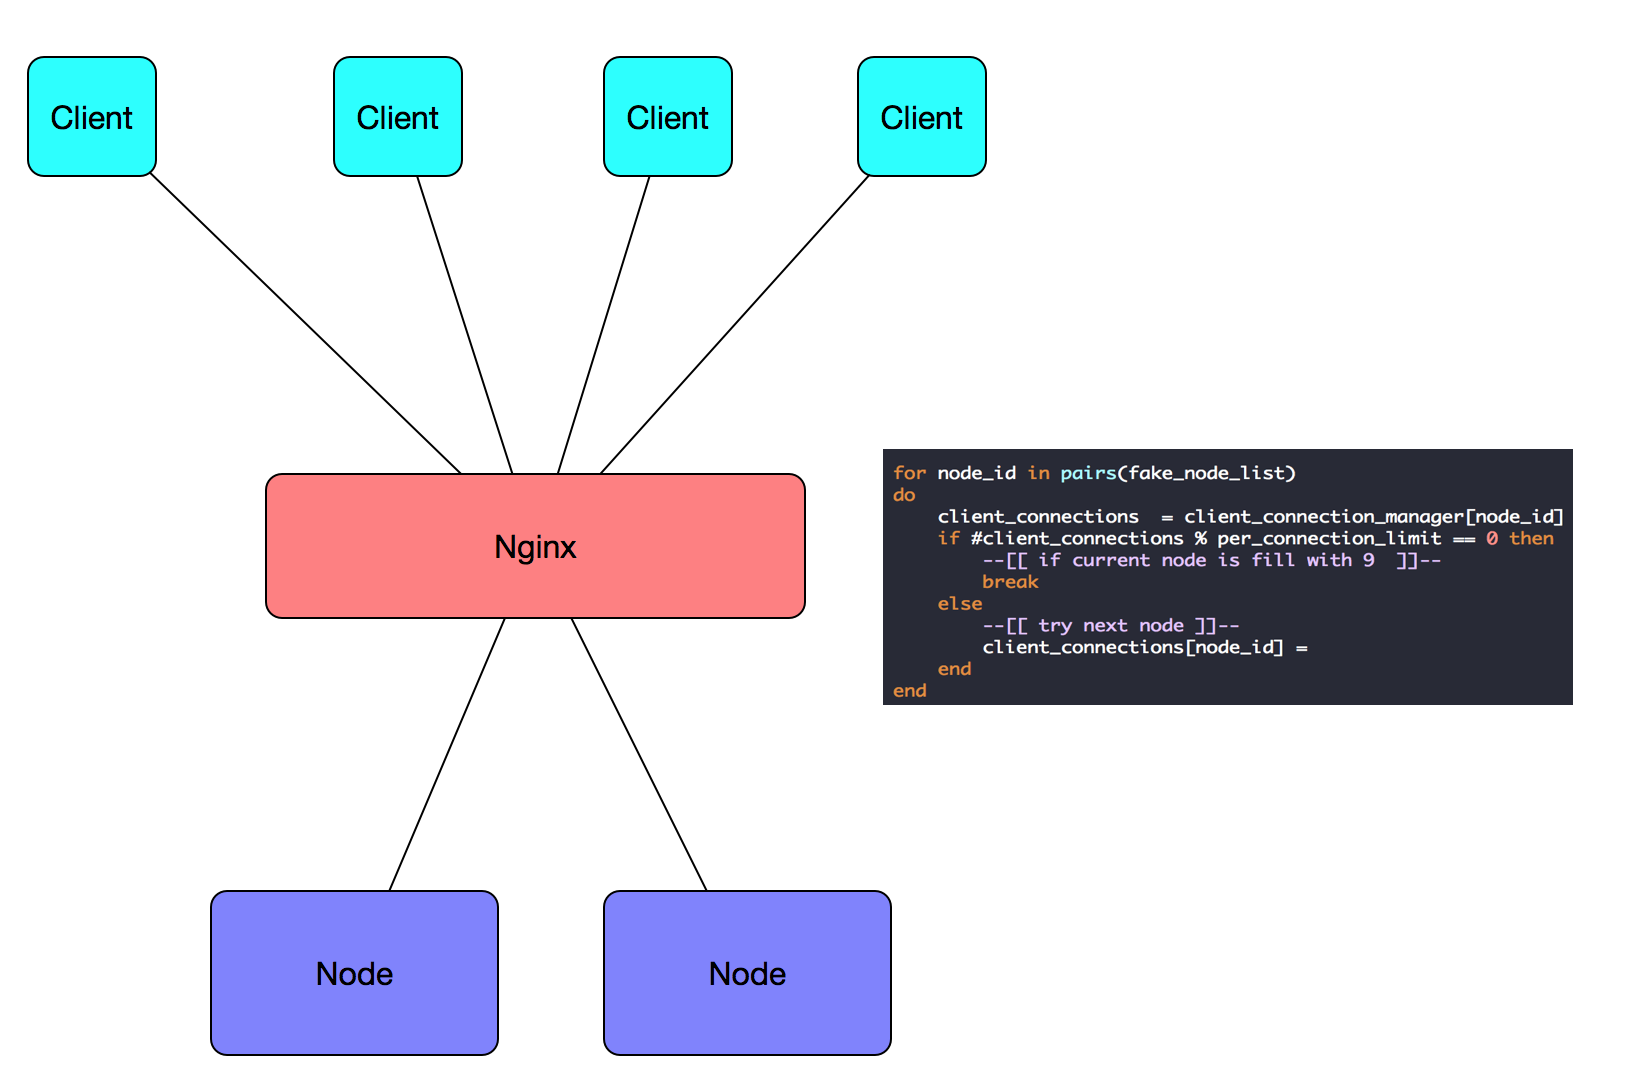 Client
Client
Client
Client
Nginx
for node_id in pairs(fake_node_list)
do
    client_connections  = client_connection_manager[node_id]
    if #client_connections % per_connection_limit == 0 then
        --[[ if current node is fill with 9  ]]--
        break
    else
        --[[ try next node ]]--
        client_connections[node_id] =
    end
end
Node
Node